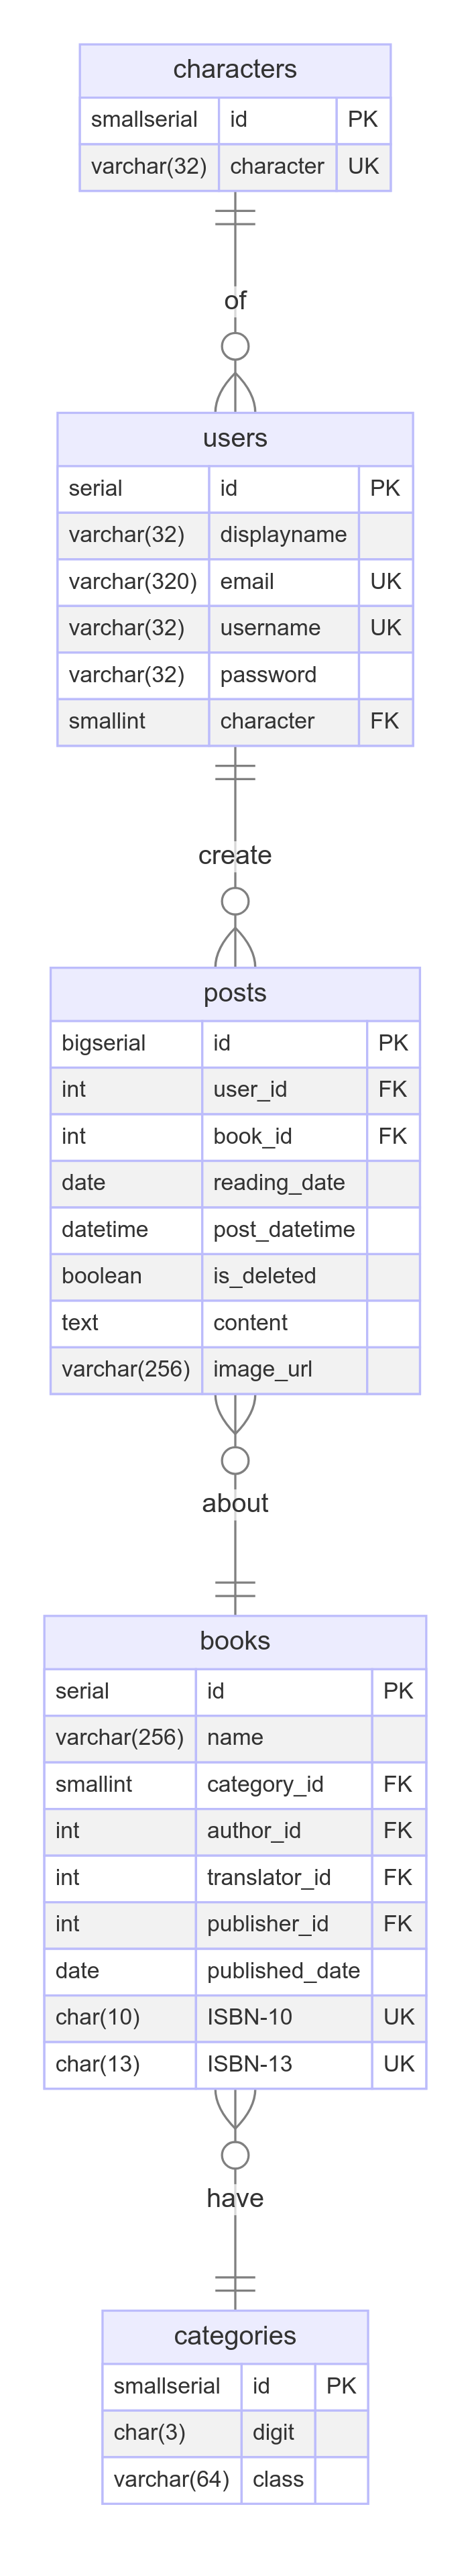 characters
smallserial id PK
varchar(32) character UK
of
users
serial id PK
varchar(32) displayname
varchar(320) email UK
varchar(32) username UK
varchar(32) password
smallint character FK
create
posts
bigserial id PK
int user_id FK
int book_id FK
date reading_date
datetime post_datetime
boolean is_deleted
text content
varchar(256) image_url
about
books
serial id PK
varchar(256) name
smallint category_id FK
int author_id FK
int translator_id FK
int publisher_id FK
date published_date
char(10) ISBN-10 UK
char(13) ISBN-13 UK
have
categories
smallserial id PK
char(3) digit
varchar(64) class